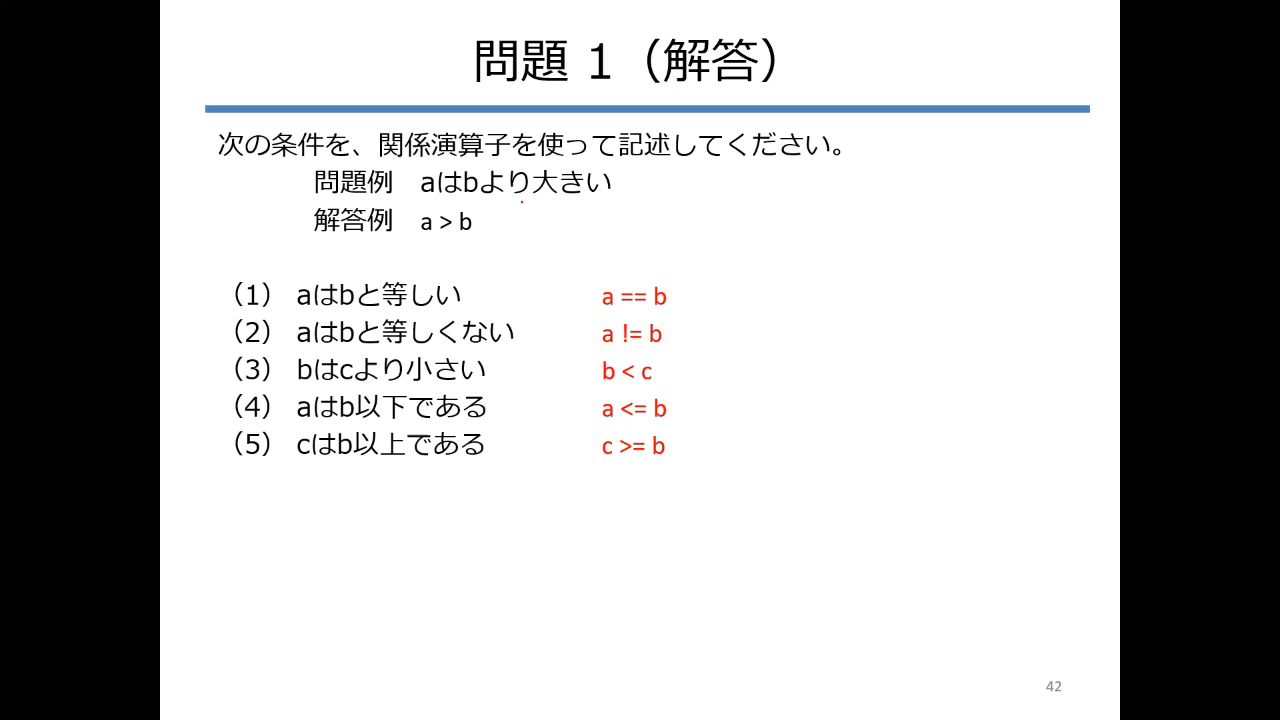 問題 1（解答）
次の条件を、関係演算子を使って記述してください。
問題例 aはbより大きい
解答例 a > b
（1） aはbと等しい a == b
（2） aはbと等しくない a != b
（3） bはcより小さい b < c
（4） aはb以下である a <= b
（5） cはb以上である c >= b
42